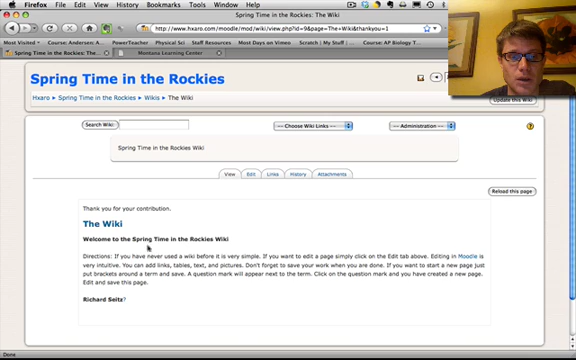 Firefox File Edit View History Bookmarks Tools Window Help
Spring Time in the Rockies: The Wiki
http://www.hxaro.com/moodle/mod/wiki/view.php?id=9&page=The+Wiki&thankyou=1
Most Visited Course: Andersen: A... PowerTeacher Physical Sci Staff Resources Most Days on Vimeo Scratch | My Stuff Course: AP Biology T...
Spring Time in the Rockies: T... Montana Learning Center
Spring Time in the Rockies
Hxaro ► Spring Time in the Rockies ► Wikis ► The Wiki
Update this Wiki
Search Wiki: --- Choose Wiki Links --- Administration ---
Spring Time in the Rockies Wiki
View Edit Links History Attachments
Reload this page
Thank you for your contribution.
The Wiki
Welcome to the Spring Time in the Rockies Wiki
Directions: If you have never used a wiki before it is very simple. If you want to edit a page simply click on the Edit tab above. Editing in Moodle is
very intuitive. You can add links, tables, text, and pictures. Don't forget to save your work when you are done. If you want to start a new page just
put brackets around a term and save. A question mark will appear next to the term. Click on the question mark and you have created a new page.
Edit and save this page.
Richard Seitz?
Done